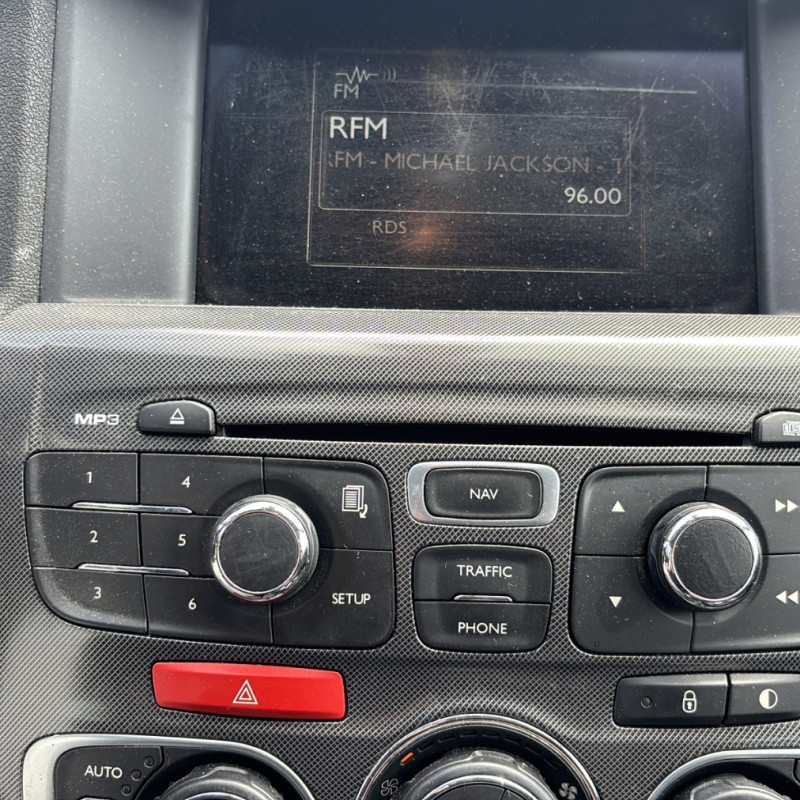 FM
RFM
RFM - MICHAEL JACKSON - T
96.00
RDS
MP3
1
4
2
5
3
6
SETUP
NAV
TRAFFIC
PHONE
AUTO